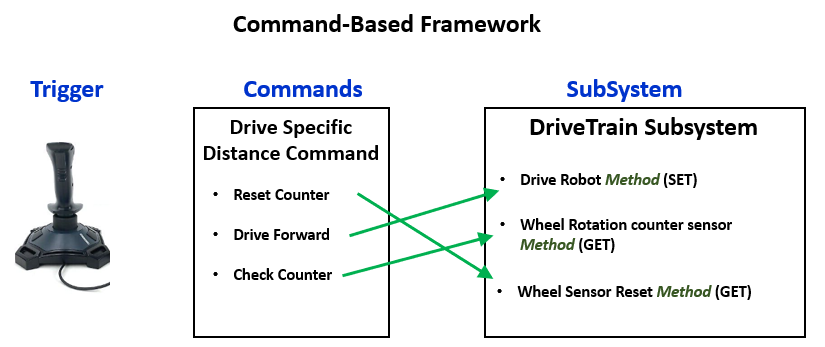 Command-Based Framework
Trigger
Commands
SubSystem
Drive Specific
Distance Command
• Reset Counter
• Drive Forward
• Check Counter
DriveTrain Subsystem
• Drive Robot Method (SET)
• Wheel Rotation counter sensor
Method (GET)
• Wheel Sensor Reset Method (GET)